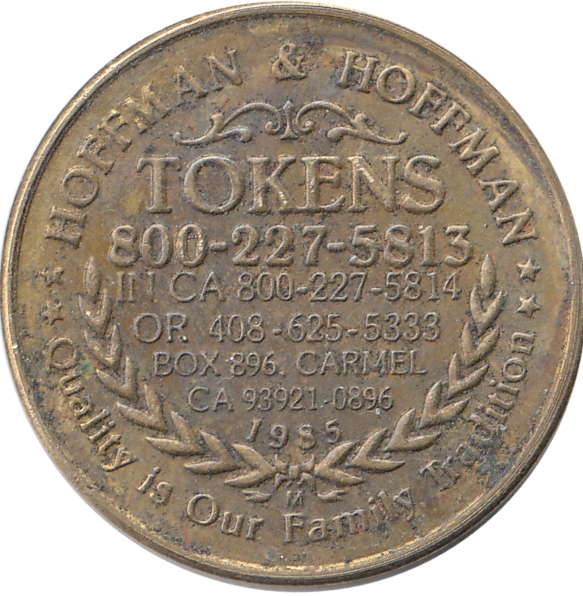 HOFFMAN & HOFFMAN
TOKENS
800-227-5813
IN CA 800-227-5814
OR 408-625-5333
BOX 896, CARMEL
CA 93921-0896
1985
M
Quality is Our Family Tradition